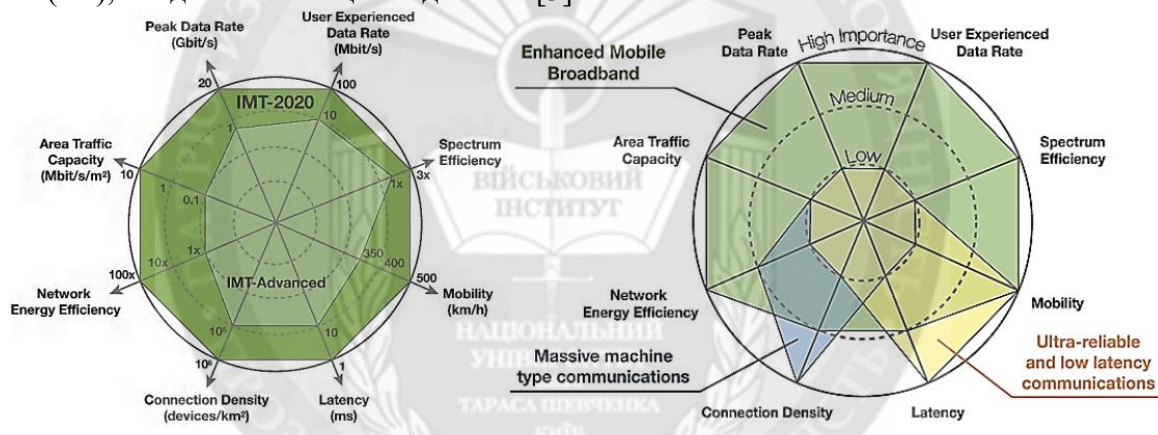 Peak Data Rate
(Gbit/s)
User Experienced
Data Rate
(Mbit/s)
20
100
IMT-2020
1
10
Area Traffic
Capacity
(Mbit/s/m²)
Spectrum
Efficiency
10
1
0.1
1x
3x
1x
10x
100x
350
400
500
IMT-Advanced
Network
Energy Efficiency
Mobility
(km/h)
10⁵
10
10⁶
1
Connection Density
(devices/km²)
Latency
(ms)
Enhanced Mobile
Broadband
Peak
Data Rate
High Importance
User Experienced
Data Rate
Medium
Low
Area Traffic
Capacity
Spectrum
Efficiency
Network
Energy Efficiency
Mobility
Massive machine
type communications
Ultra-reliable
and low latency
communications
Connection Density
Latency
ВІЙСЬКОВИЙ
ІНСТИТУТ
НАЦІОНАЛЬНИЙ
ТАРАСА ШЕВЧЕНКА
КИЇВ